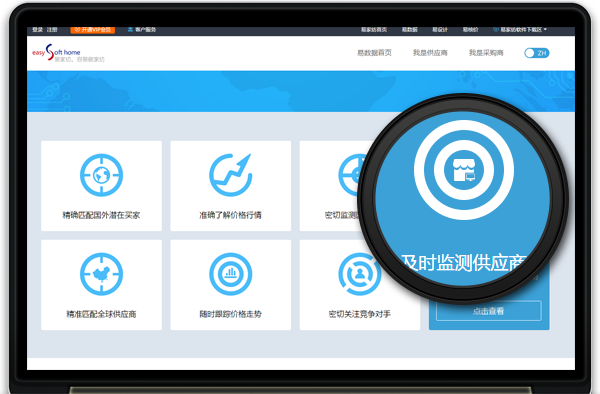 登录 注册 开通VIP会员 客户服务 易家纺首页 易数据 易设计 易核价 易家纺软件下载区
easy Soft home
易家纺，您做做家纺
易数据首页 我是供应商 我是采购商 ZH
精确匹配国外潜在买家 准确了解价格行情 密切监测
及时监测供应商
精准匹配全球供应商 随时跟踪价格走势 密切关注竞争对手
点击查看